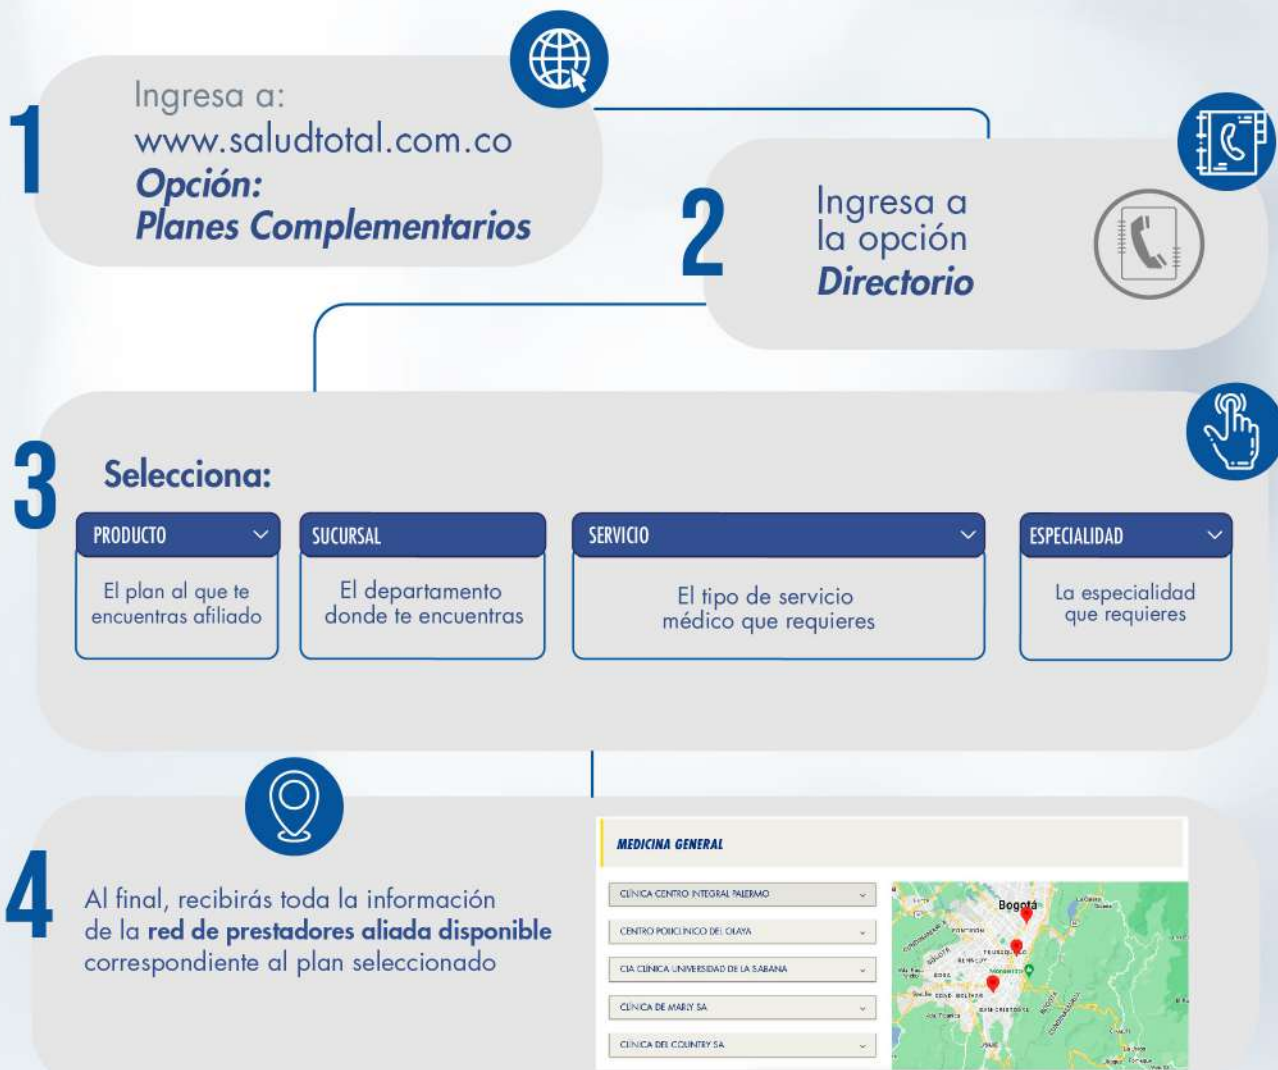 1
Ingresa a:
www.saludtotal.com.co
Opción:
Planes Complementarios
2
Ingresa a
la opción
Directorio
3
Selecciona:
PRODUCTO
El plan al que te
encuentras afiliado
SUCURSAL
El departamento
donde te encuentras
SERVICIO
El tipo de servicio
médico que requieres
ESPECIALIDAD
La especialidad
que requieres
4
Al final, recibirás toda la información
de la red de prestadores aliada disponible
correspondiente al plan seleccionado
MEDICINA GENERAL
CLÍNICA CENTRO INTEGRAL PALERMO
CENTRO POLICLINICO DEL OLAYA
CIA CLÍNICA UNIVERSIDAD DE LA SABANA
CLÍNICA DE MARLY SA
CLÍNICA DEL COUNTRY SA
Bogotá